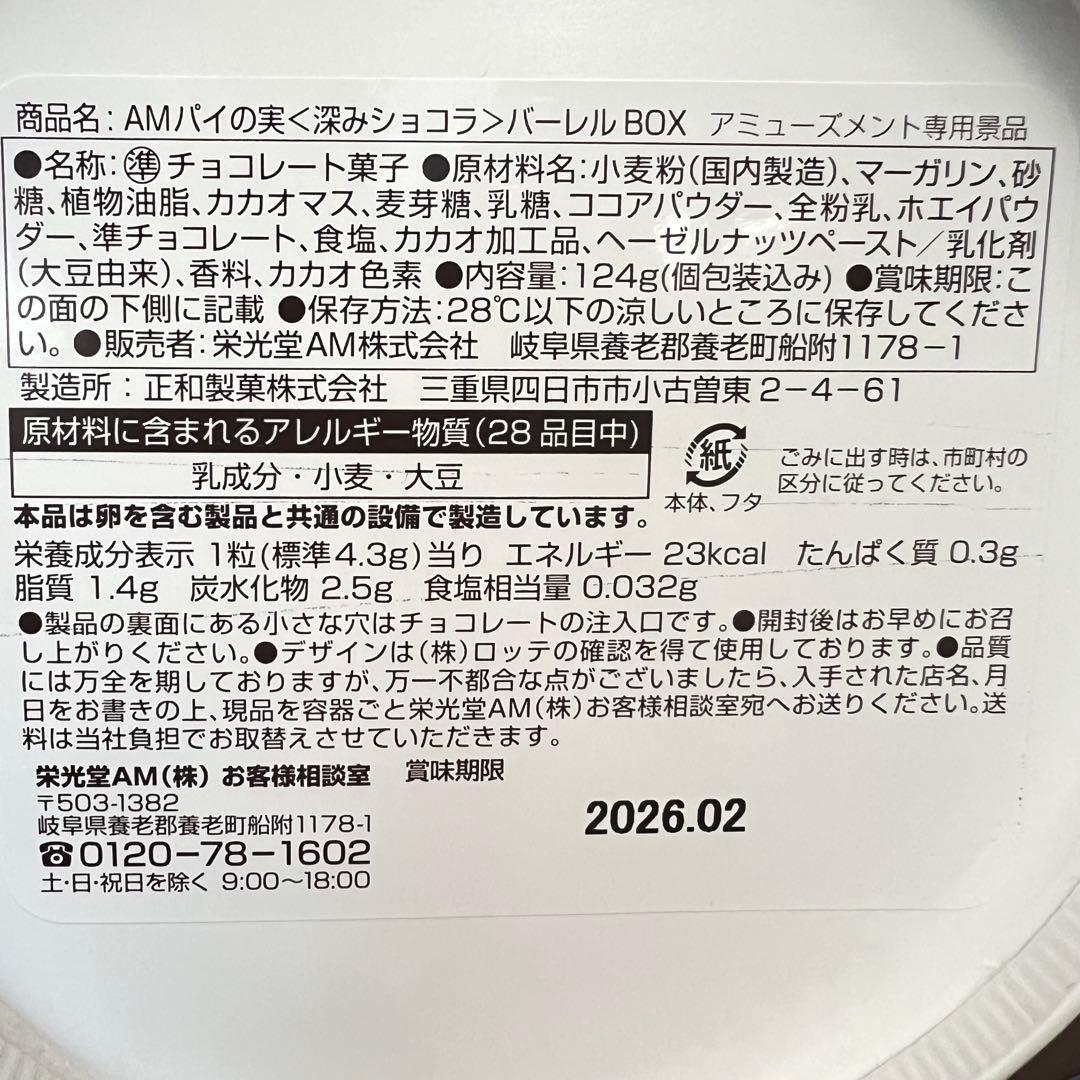 商品名：AMパイの実＜深みショコラ＞バーレルBOX アミューズメント専用景品
●名称：㊜チョコレート菓子 ●原材料名：小麦粉（国内製造）、マーガリン、砂
糖、植物油脂、カカオマス、麦芽糖、乳糖、ココアパウダー、全粉乳、ホエイパウ
ダー、準チョコレート、食塩、カカオ加工品、ヘーゼルナッツペースト／乳化剤
（大豆由来）、香料、カカオ色素 ●内容量：124g（個包装込み） ●賞味期限：こ
の面の下側に記載 ●保存方法：28℃以下の涼しいところに保存してくださ
い。 ●販売者：栄光堂AM株式会社 岐阜県養老郡養老町船附1178－1
製造所：正和製菓株式会社 三重県四日市市小古曽東2－4－61
原材料に含まれるアレルギー物質（28品目中）
乳成分・小麦・大豆
紙
本体、フタ
ごみに出す時は、市町村の
区分に従ってください。
本品は卵を含む製品と共通の設備で製造しています。
栄養成分表示 1粒（標準4.3g）当り エネルギー 23kcal たんぱく質 0.3g
脂質 1.4g 炭水化物 2.5g 食塩相当量 0.032g
●製品の裏面にある小さな穴はチョコレートの注入口です。●開封後はお早めにお召
し上がりください。●デザインは（株）ロッテの確認を得て使用しております。●品質
には万全を期しておりますが、万一不都合な点がございましたら、入手された店名、月
日をお書きの上、現品を容器ごと栄光堂AM（株）お客様相談室宛へお送りください。送
料は当社負担でお取替えさせていただきます。
栄光堂AM（株） お客様相談室 賞味期限
〒503-1382
岐阜県養老郡養老町船附1178-1
2026.02
☎0120－78－1602
土・日・祝日を除く 9:00～18:00